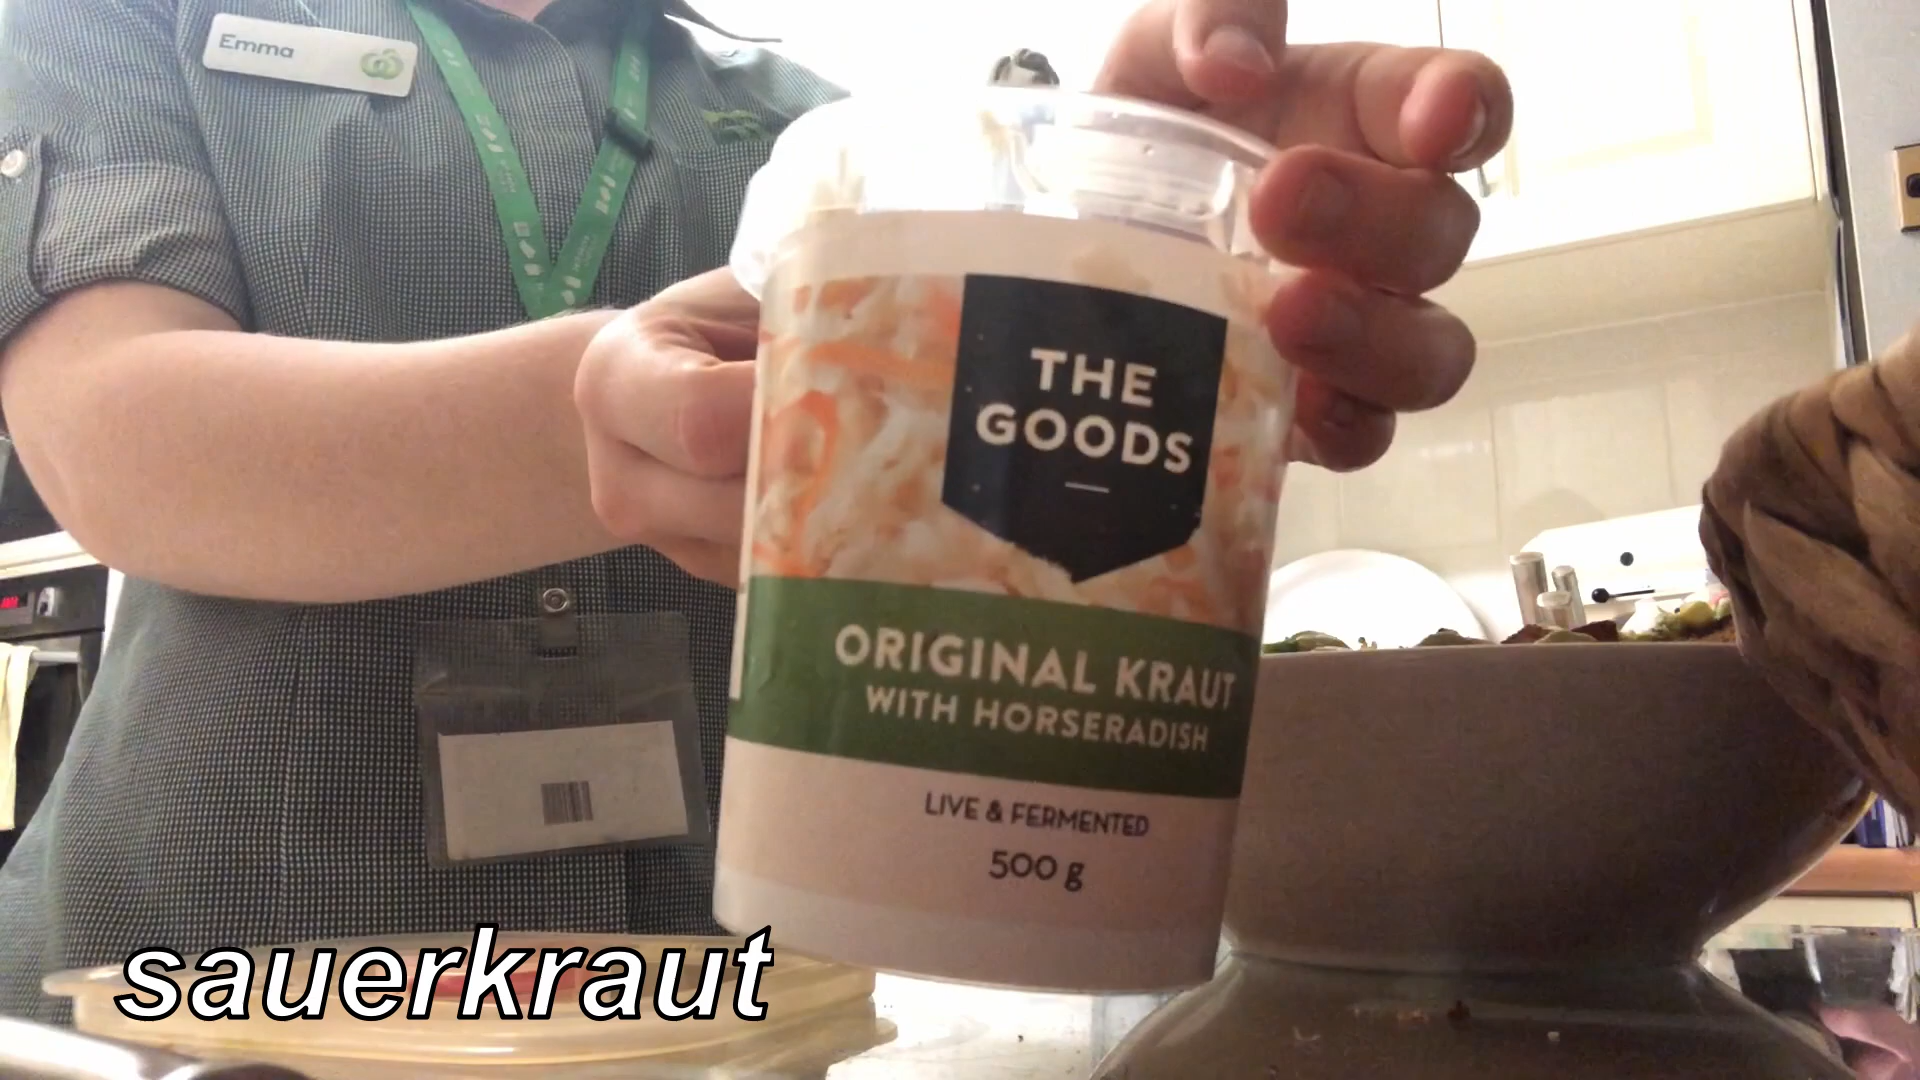 Emma
THE
GOODS
ORIGINAL KRAUT
WITH HORSERADISH
LIVE & FERMENTED
500 g
sauerkraut